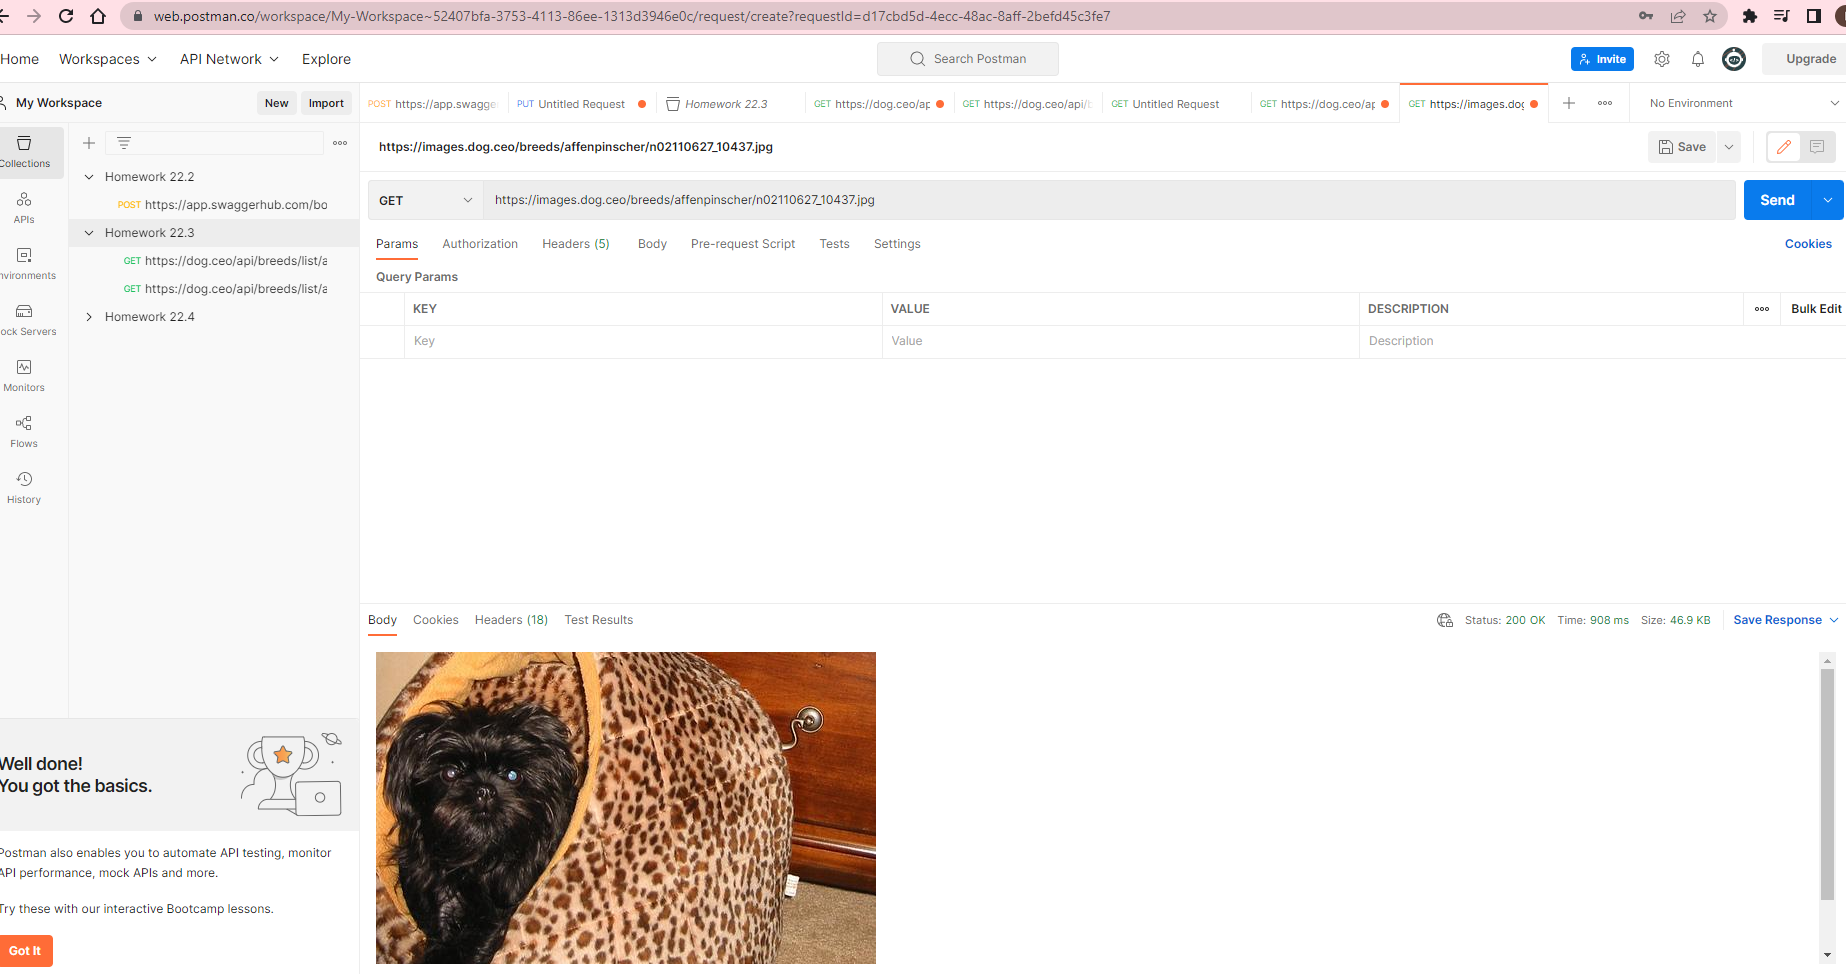 web.postman.co/workspace/My-Workspace~52407bfa-3753-4113-86ee-1313d3946e0c/request/create?requestId=d17cbd5d-4ecc-48ac-8aff-2befd45c3fe7
Home Workspaces API Network Explore Search Postman Invite Upgrade
My Workspace New Import
POST https://app.swagge PUT Untitled Request Homework 22.3 GET https://dog.ceo/ap GET https://dog.ceo/api/b GET Untitled Request GET https://dog.ceo/ap GET https://images.dog No Environment
Collections
https://images.dog.ceo/breeds/affenpinscher/n02110627_10437.jpg Save
Homework 22.2
POST https://app.swaggerhub.com/bo
Homework 22.3
GET https://dog.ceo/api/breeds/list/a
GET https://dog.ceo/api/breeds/list/a
Homework 22.4
APIs
nvironments
ock Servers
Monitors
Flows
History
GET https://images.dog.ceo/breeds/affenpinscher/n02110627_10437.jpg Send
Params Authorization Headers (5) Body Pre-request Script Tests Settings Cookies
Query Params
KEY VALUE DESCRIPTION Bulk Edit
Key Value Description
Body Cookies Headers (18) Test Results Status: 200 OK Time: 908 ms Size: 46.9 KB Save Response
Well done!
You got the basics.
Postman also enables you to automate API testing, monitor
API performance, mock APIs and more.
Try these with our interactive Bootcamp lessons.
Got It